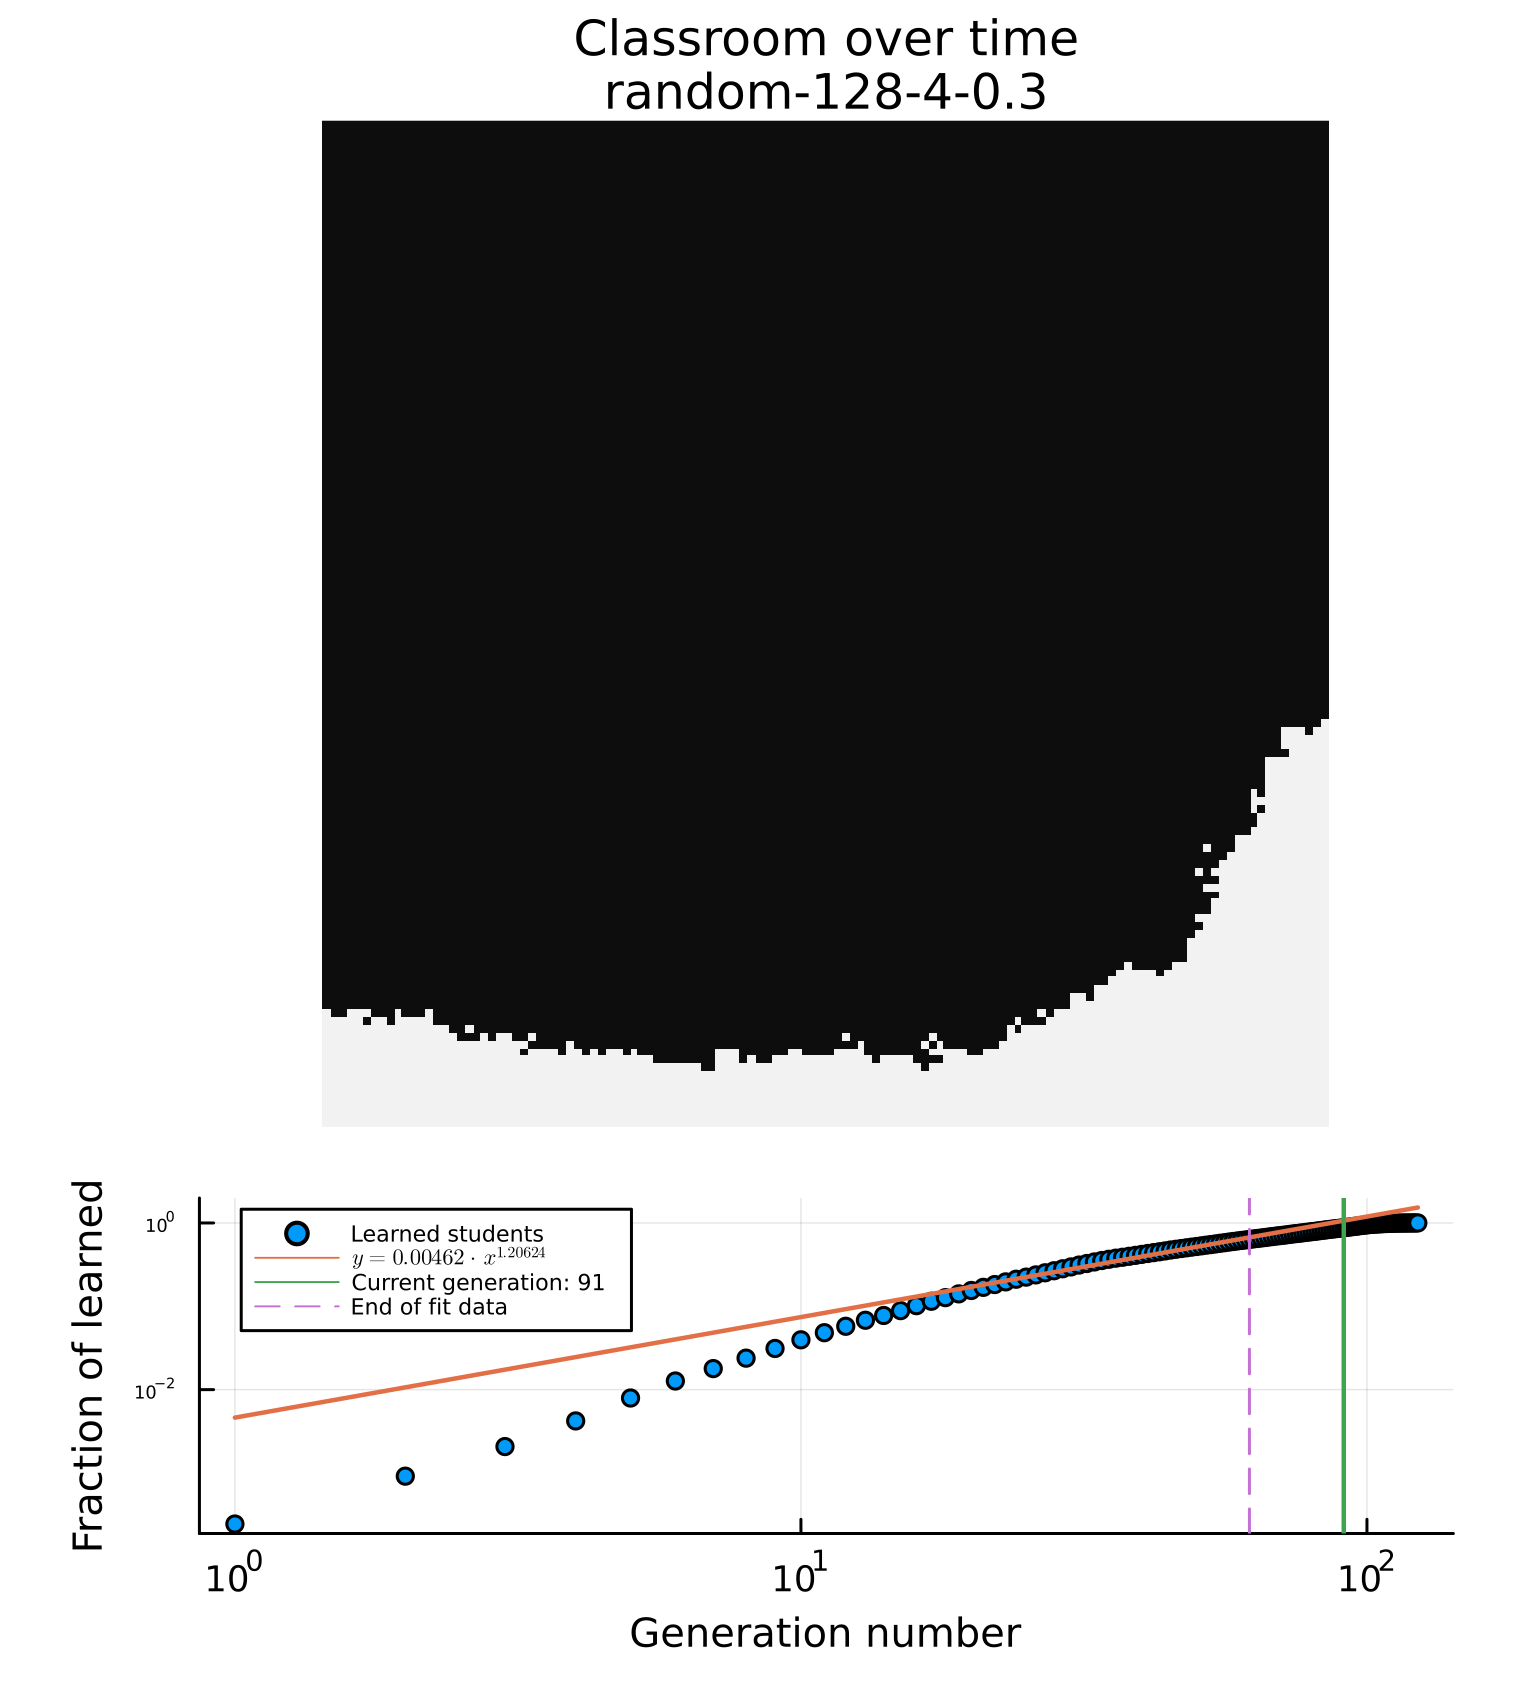 Classroom over time
random-128-4-0.3
Fraction of learned
10^0
10^-2
Learned students
y = 0.00462 · x^1.20624
Current generation: 91
End of fit data
10^0
10^1
10^2
Generation number